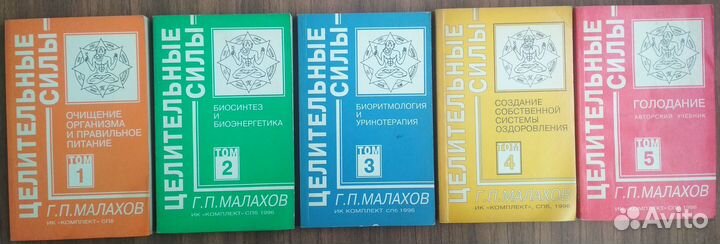 ЦЕЛИТЕЛЬНЫЕ
СИЛЫ
ОЧИЩЕНИЕ
ОРГАНИЗМА
И ПРАВИЛЬНОЕ
ПИТАНИЕ
ТОМ
1
Г.П.МАЛАХОВ
ИК «КОМПЛЕКТ» СПб
ЦЕЛИТЕЛЬНЫЕ
СИЛЫ
БИОСИНТЕЗ
И
БИОЭНЕРГЕТИКА
ТОМ
2
Г.П.МАЛАХОВ
ИК «КОМПЛЕКТ» СПб 1996
ЦЕЛИТЕЛЬНЫЕ
СИЛЫ
БИОРИТМОЛОГИЯ
И
УРИНОТЕРАПИЯ
ТОМ
3
Г.П.МАЛАХОВ
ИК КОМПЛЕКТ СПб 1996
ЦЕЛИТЕЛЬНЫЕ
СИЛЫ
СОЗДАНИЕ
СОБСТВЕННОЙ
СИСТЕМЫ
ОЗДОРОВЛЕНИЯ
ТОМ
4
Г.П.МАЛАХОВ
ИК «КОМПЛЕКТ», СПб, 1996
ЦЕЛИТЕЛЬНЫЕ
СИЛЫ
ГОЛОДАНИЕ
АВТОРСКИЙ УЧЕБНИК
ТОМ
5
Г.П.МАЛАХОВ
Avito